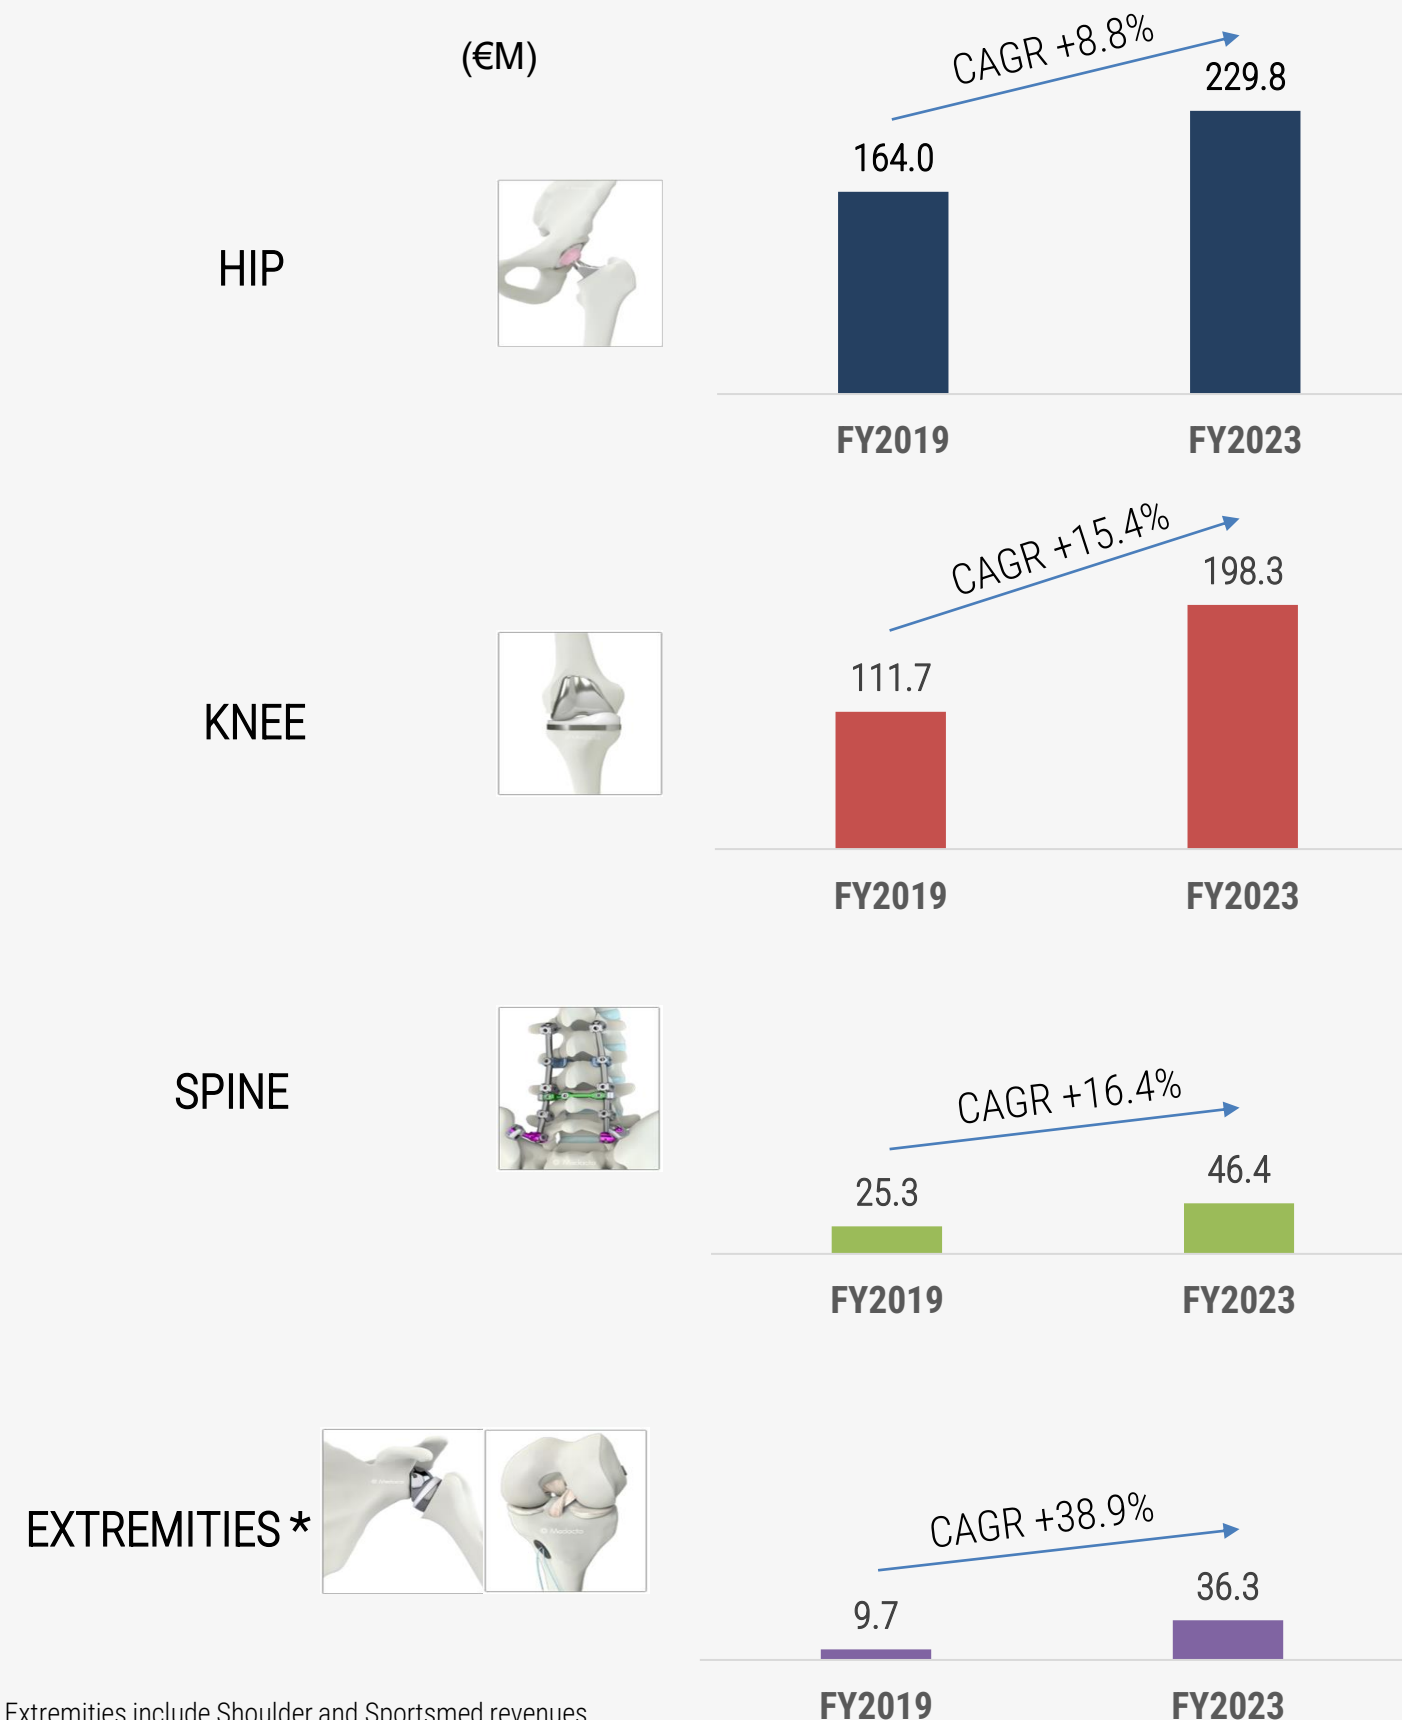 (€M)
CAGR +8.8%
229.8
164.0
HIP
FY2019 FY2023
CAGR +15.4%
198.3
111.7
KNEE
FY2019 FY2023
CAGR +16.4%
46.4
25.3
SPINE
FY2019 FY2023
CAGR +38.9%
36.3
9.7
EXTREMITIES *
Medacta
FY2019 FY2023
Extremities include Shoulder and Sportsmed revenues